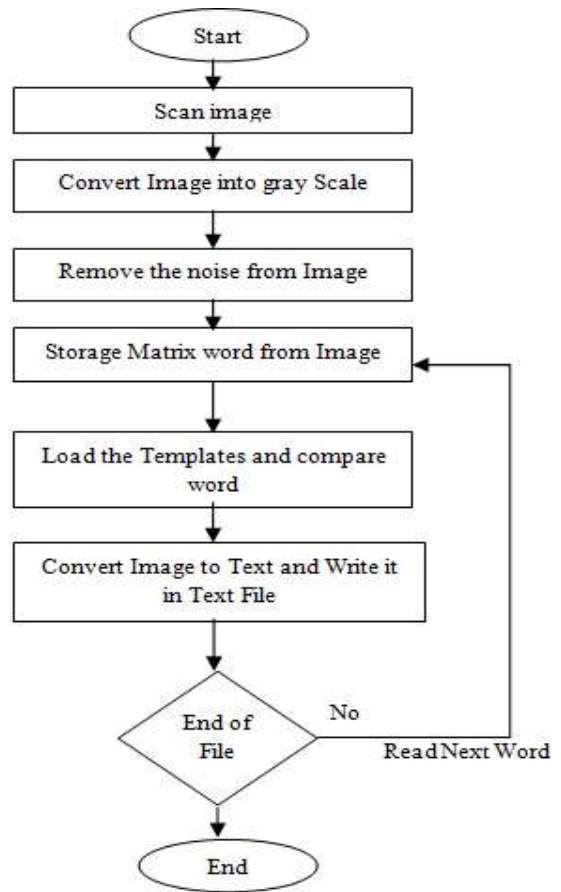 Start
Scan image
Convert Image into gray Scale
Remove the noise from Image
Storage Matrix word from Image
Load the Templates and compare
word
Convert Image to Text and Write it
in Text File
End of
File
No
Read Next Word
End